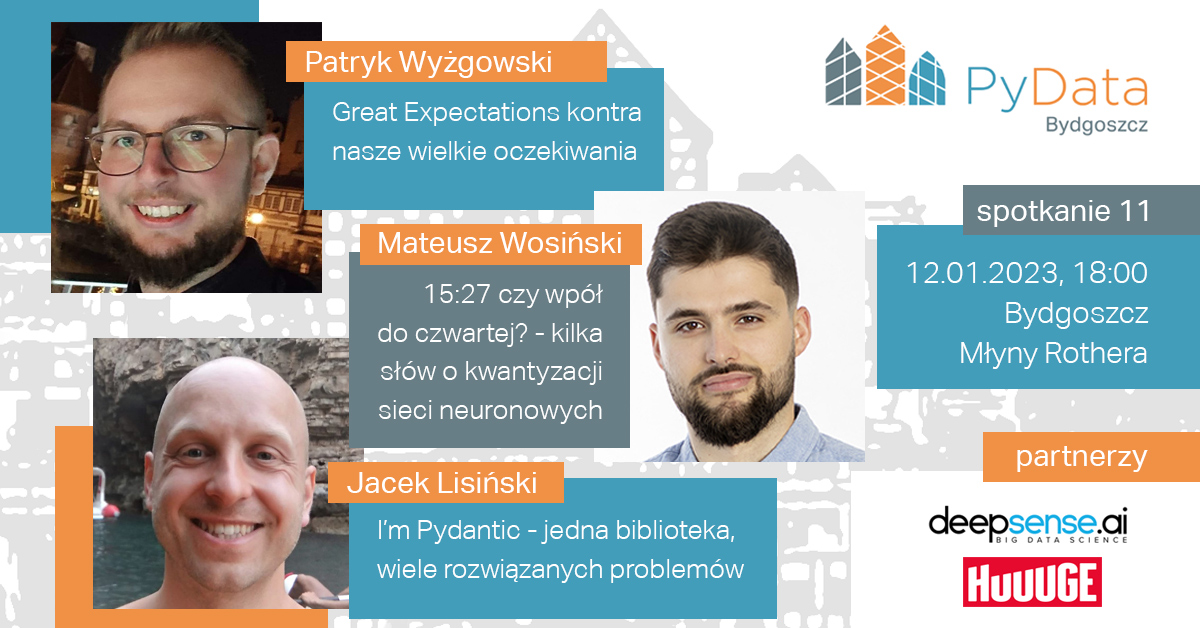 Patryk Wyżgowski
Great Expectations kontra
nasze wielkie oczekiwania
PyData
Bydgoszcz
spotkanie 11
12.01.2023, 18:00
Bydgoszcz
Młyny Rothera
Mateusz Wosiński
15:27 czy wpół
do czwartej? - kilka
słów o kwantyzacji
sieci neuronowych
Jacek Lisiński
I'm Pydantic - jedna biblioteka,
wiele rozwiązanych problemów
partnerzy
deepsense.ai
BIG DATA SCIENCE
HUUUGE